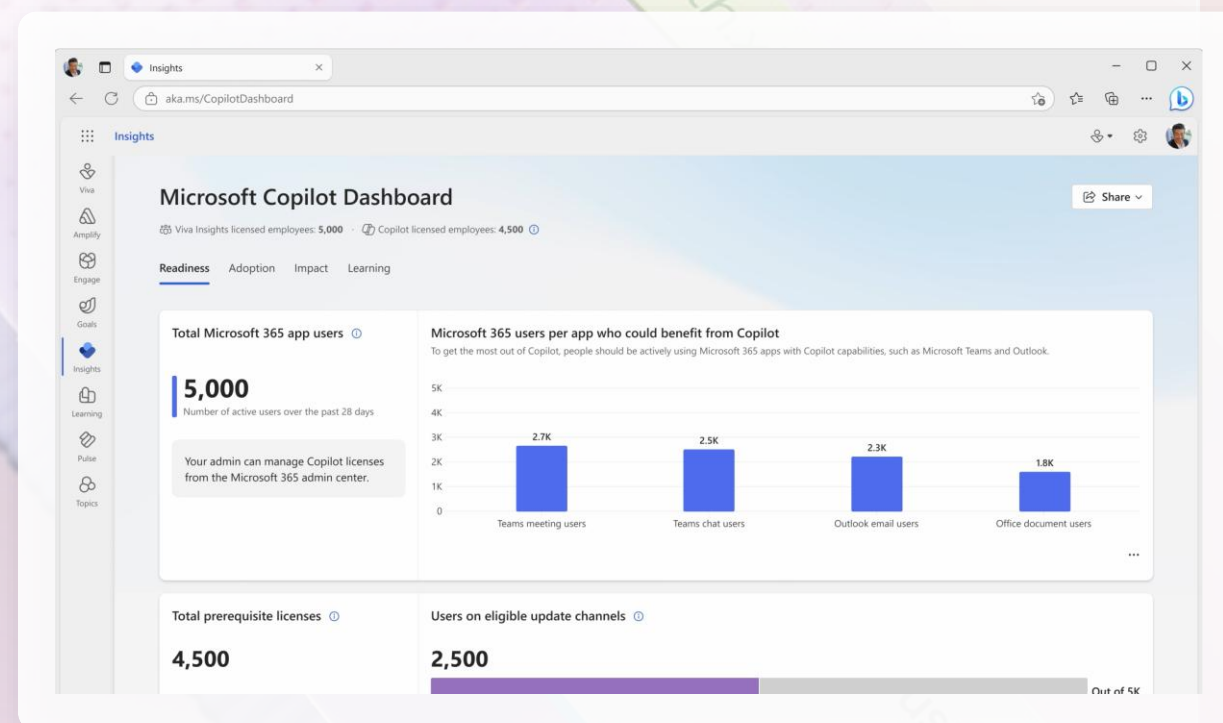 Insights
aka.ms/CopilotDashboard
Insights
Viva
Amplify
Engage
Goals
Insights
Learning
Pulse
Topics
Microsoft Copilot Dashboard
Share
Viva Insights licensed employees: 5,000 · Copilot licensed employees: 4,500
Readiness Adoption Impact Learning
Total Microsoft 365 app users
5,000
Number of active users over the past 28 days
Your admin can manage Copilot licenses
from the Microsoft 365 admin center.
Microsoft 365 users per app who could benefit from Copilot
To get the most out of Copilot, people should be actively using Microsoft 365 apps with Copilot capabilities, such as Microsoft Teams and Outlook.
5K
4K
3K
2K
1K
0
2.7K
2.5K
2.3K
1.8K
Teams meeting users
Teams chat users
Outlook email users
Office document users
Total prerequisite licenses
4,500
Users on eligible update channels
2,500
Out of 5K